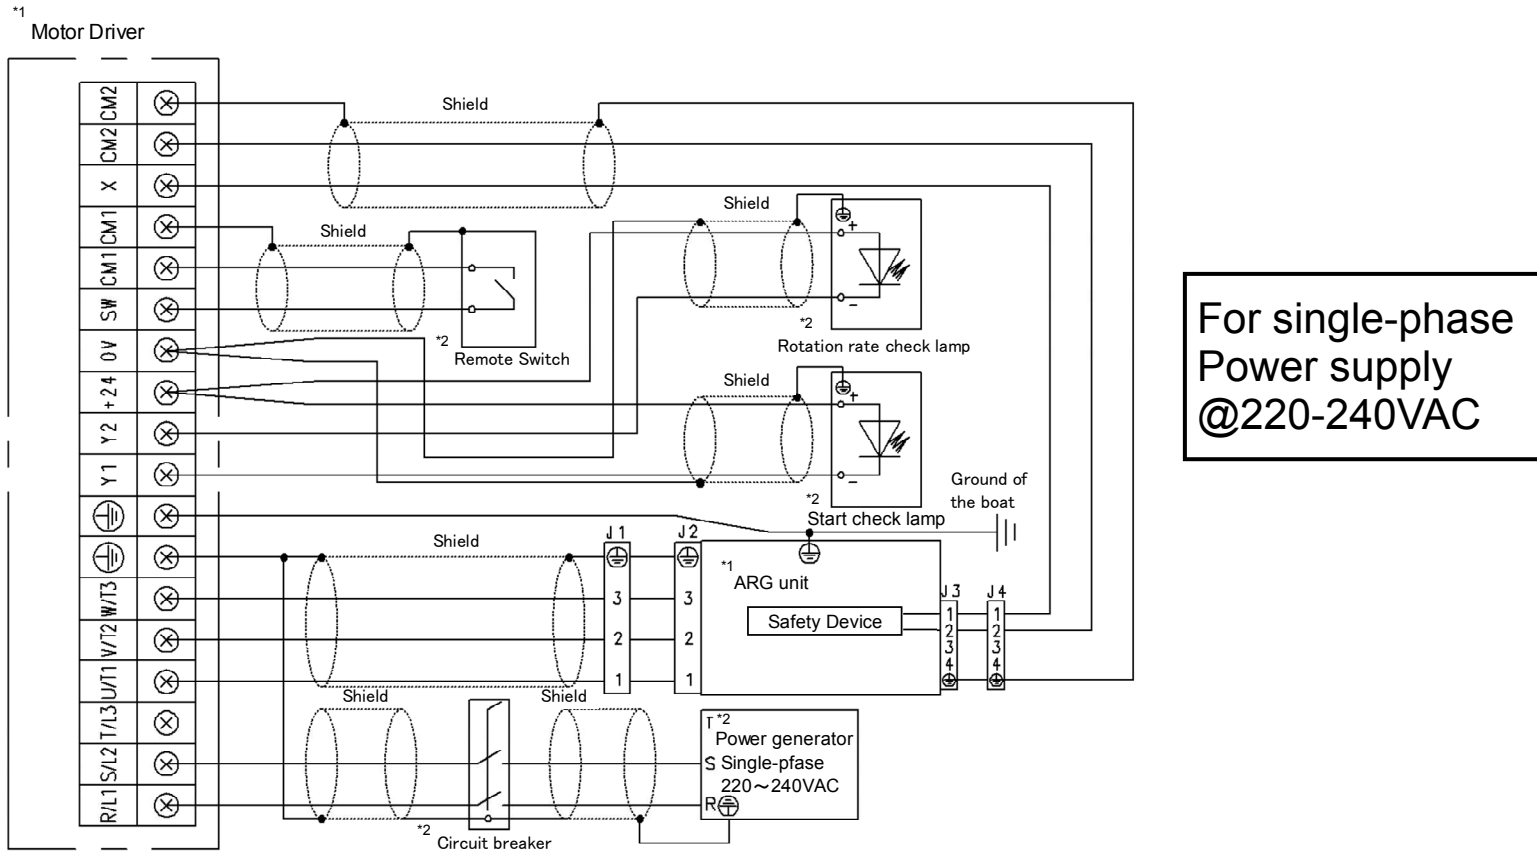 *1
Motor Driver
CM2
CM2
X
CM1
CM1
SW
0V
+24
Y2
Y1
W/T3
V/T2
U/T1
T/L3
S/L2
R/L1
Shield
Shield
*2
Remote Switch
Shield
+
−
*2
Rotation rate check lamp
Shield
+
−
*2
Start check lamp
Ground of
the boat
Shield
J1
3
2
1
J2
3
2
1
*1
ARG unit
Safety Device
J3
1
2
3
4
J4
1
2
3
4
Shield
Shield
*2
Circuit breaker
T *2
Power generator
S Single-pfase
220～240VAC
R
For single-phase
Power supply
@220-240VAC